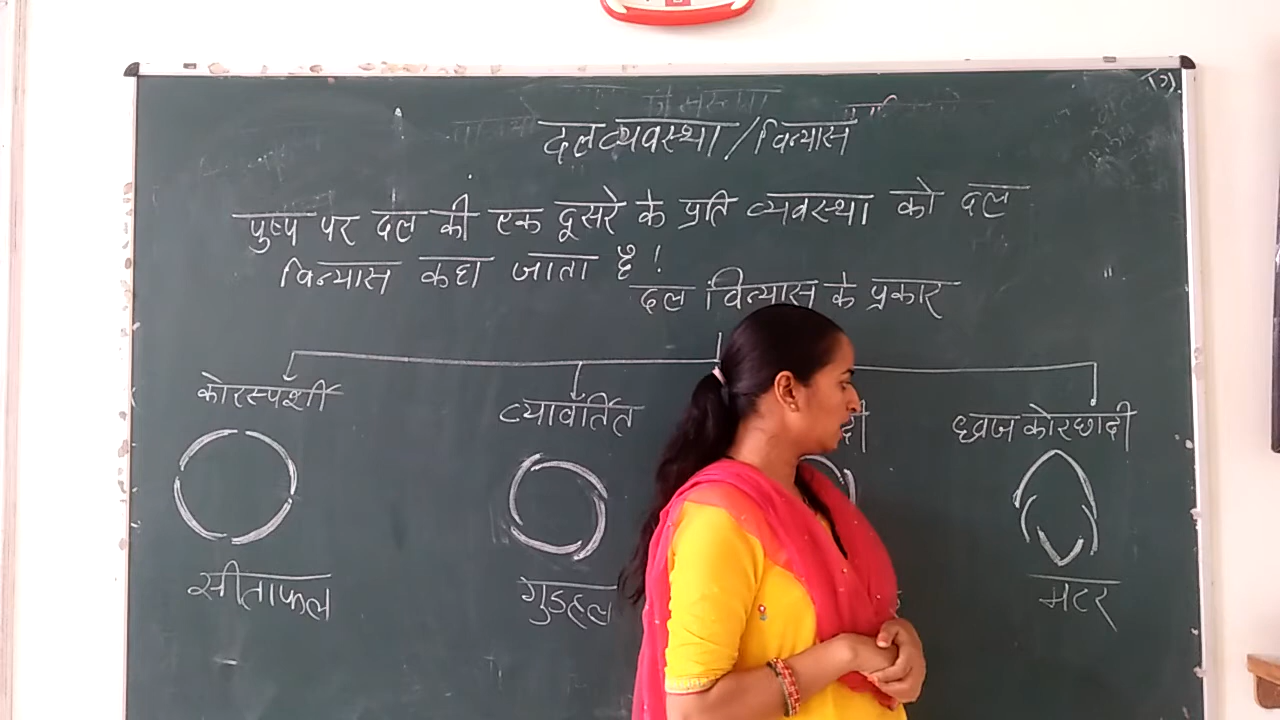 दलव्यवस्था/विन्यास
पुष्प पर दल की एक दूसरे के प्रति व्यवस्था को दल
विन्यास कहा जाता है!
दल विन्यास के प्रकार
कोरस्पर्शी व्यावर्तित दी ध्वज कोरछादी
सीताफल गुडहल मटर